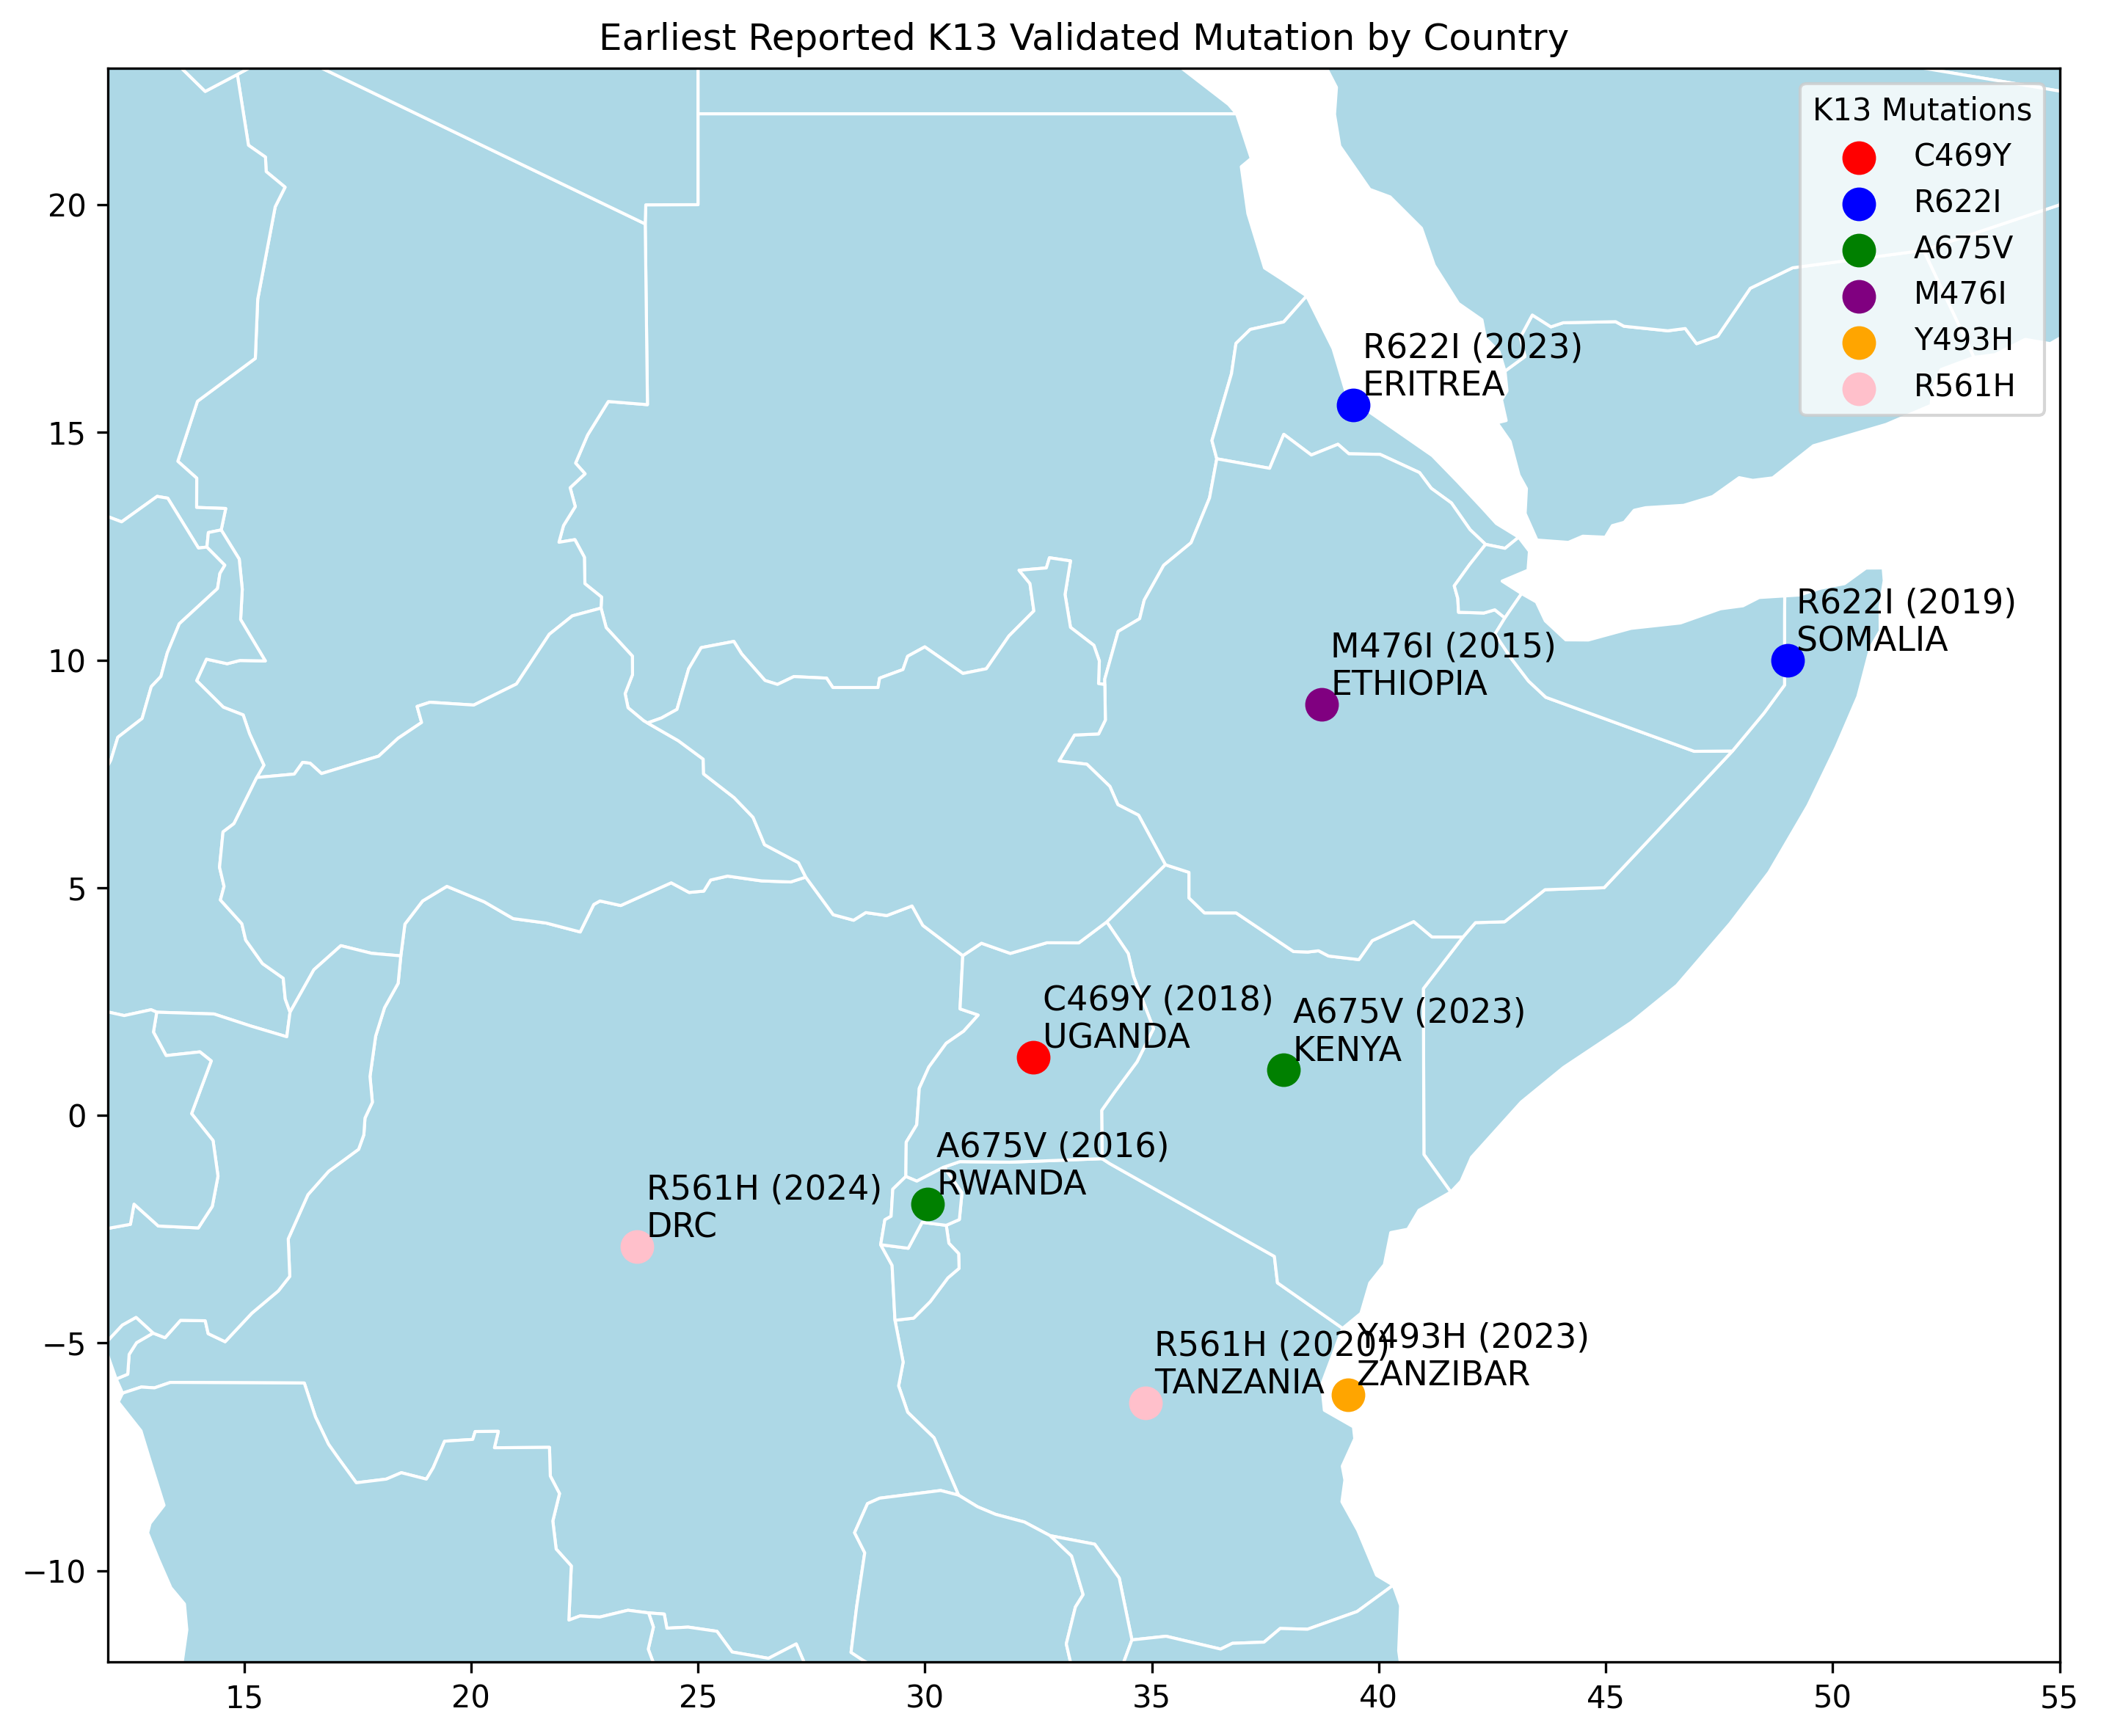 Earliest Reported K13 Validated Mutation by Country
K13 Mutations
C469Y
R622I
A675V
M476I
Y493H
R561H
R622I (2023)
ERITREA
R622I (2019)
SOMALIA
M476I (2015)
ETHIOPIA
C469Y (2018)
UGANDA
A675V (2023)
KENYA
A675V (2016)
RWANDA
R561H (2024)
DRC
R561H (2020)
TANZANIA
Y493H (2023)
ZANZIBAR
20
15
10
5
0
−5
−10
15
20
25
30
35
40
45
50
55